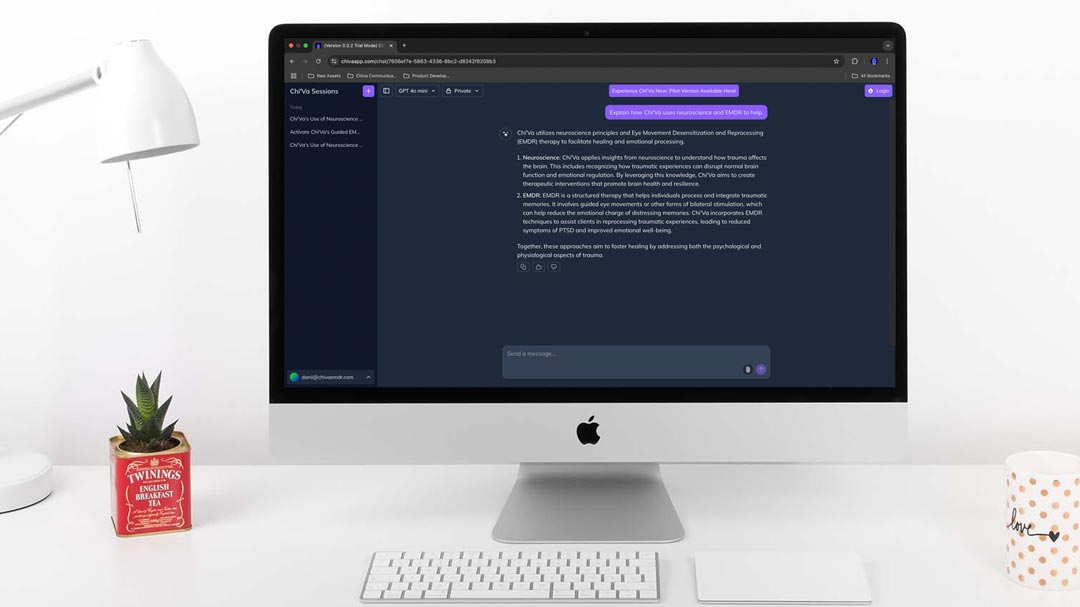 (Version 0.0.2 Trial Mode) C
chivaapp.com/chat/7606ef7e-5863-4336-8bc2-d8242f8208b3
Raw Assets
Chiva Communica...
Product Develop...
All Bookmarks
Chi'Va Sessions
GPT 4o mini
Private
Experience Chi'Va Now: Pilot Version Available Here!
Login
Today
Chi'Va's Use of Neuroscience ...
Activate Chi'Va's Guided EM...
Chi'Va's Use of Neuroscience ...
Explain how Chi'Va uses neuroscience and EMDR to help.
Chi'Va utilizes neuroscience principles and Eye Movement Desensitization and Reprocessing
(EMDR) therapy to facilitate healing and emotional processing.
1. Neuroscience: Chi'Va applies insights from neuroscience to understand how trauma affects
the brain. This includes recognizing how traumatic experiences can disrupt normal brain
function and emotional regulation. By leveraging this knowledge, Chi'Va aims to create
therapeutic interventions that promote brain health and resilience.
2. EMDR: EMDR is a structured therapy that helps individuals process and integrate traumatic
memories. It involves guided eye movements or other forms of bilateral stimulation, which
can help reduce the emotional charge of distressing memories. Chi'Va incorporates EMDR
techniques to assist clients in reprocessing traumatic experiences, leading to reduced
symptoms of PTSD and improved emotional well-being.
Together, these approaches aim to foster healing by addressing both the psychological and
physiological aspects of trauma.
Send a message...
TWININGS
ENGLISH
BREAKFAST
TEA
love